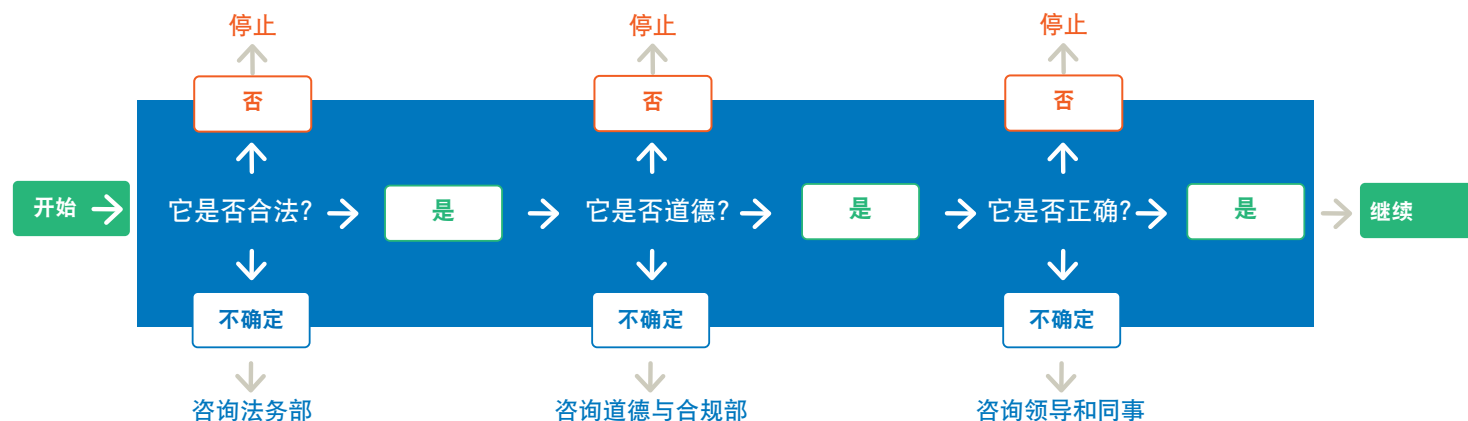 停止
停止
停止
否
否
否
开始
它是否合法?
是
它是否道德?
是
它是否正确?
是
继续
不确定
不确定
不确定
咨询法务部
咨询道德与合规部
咨询领导和同事